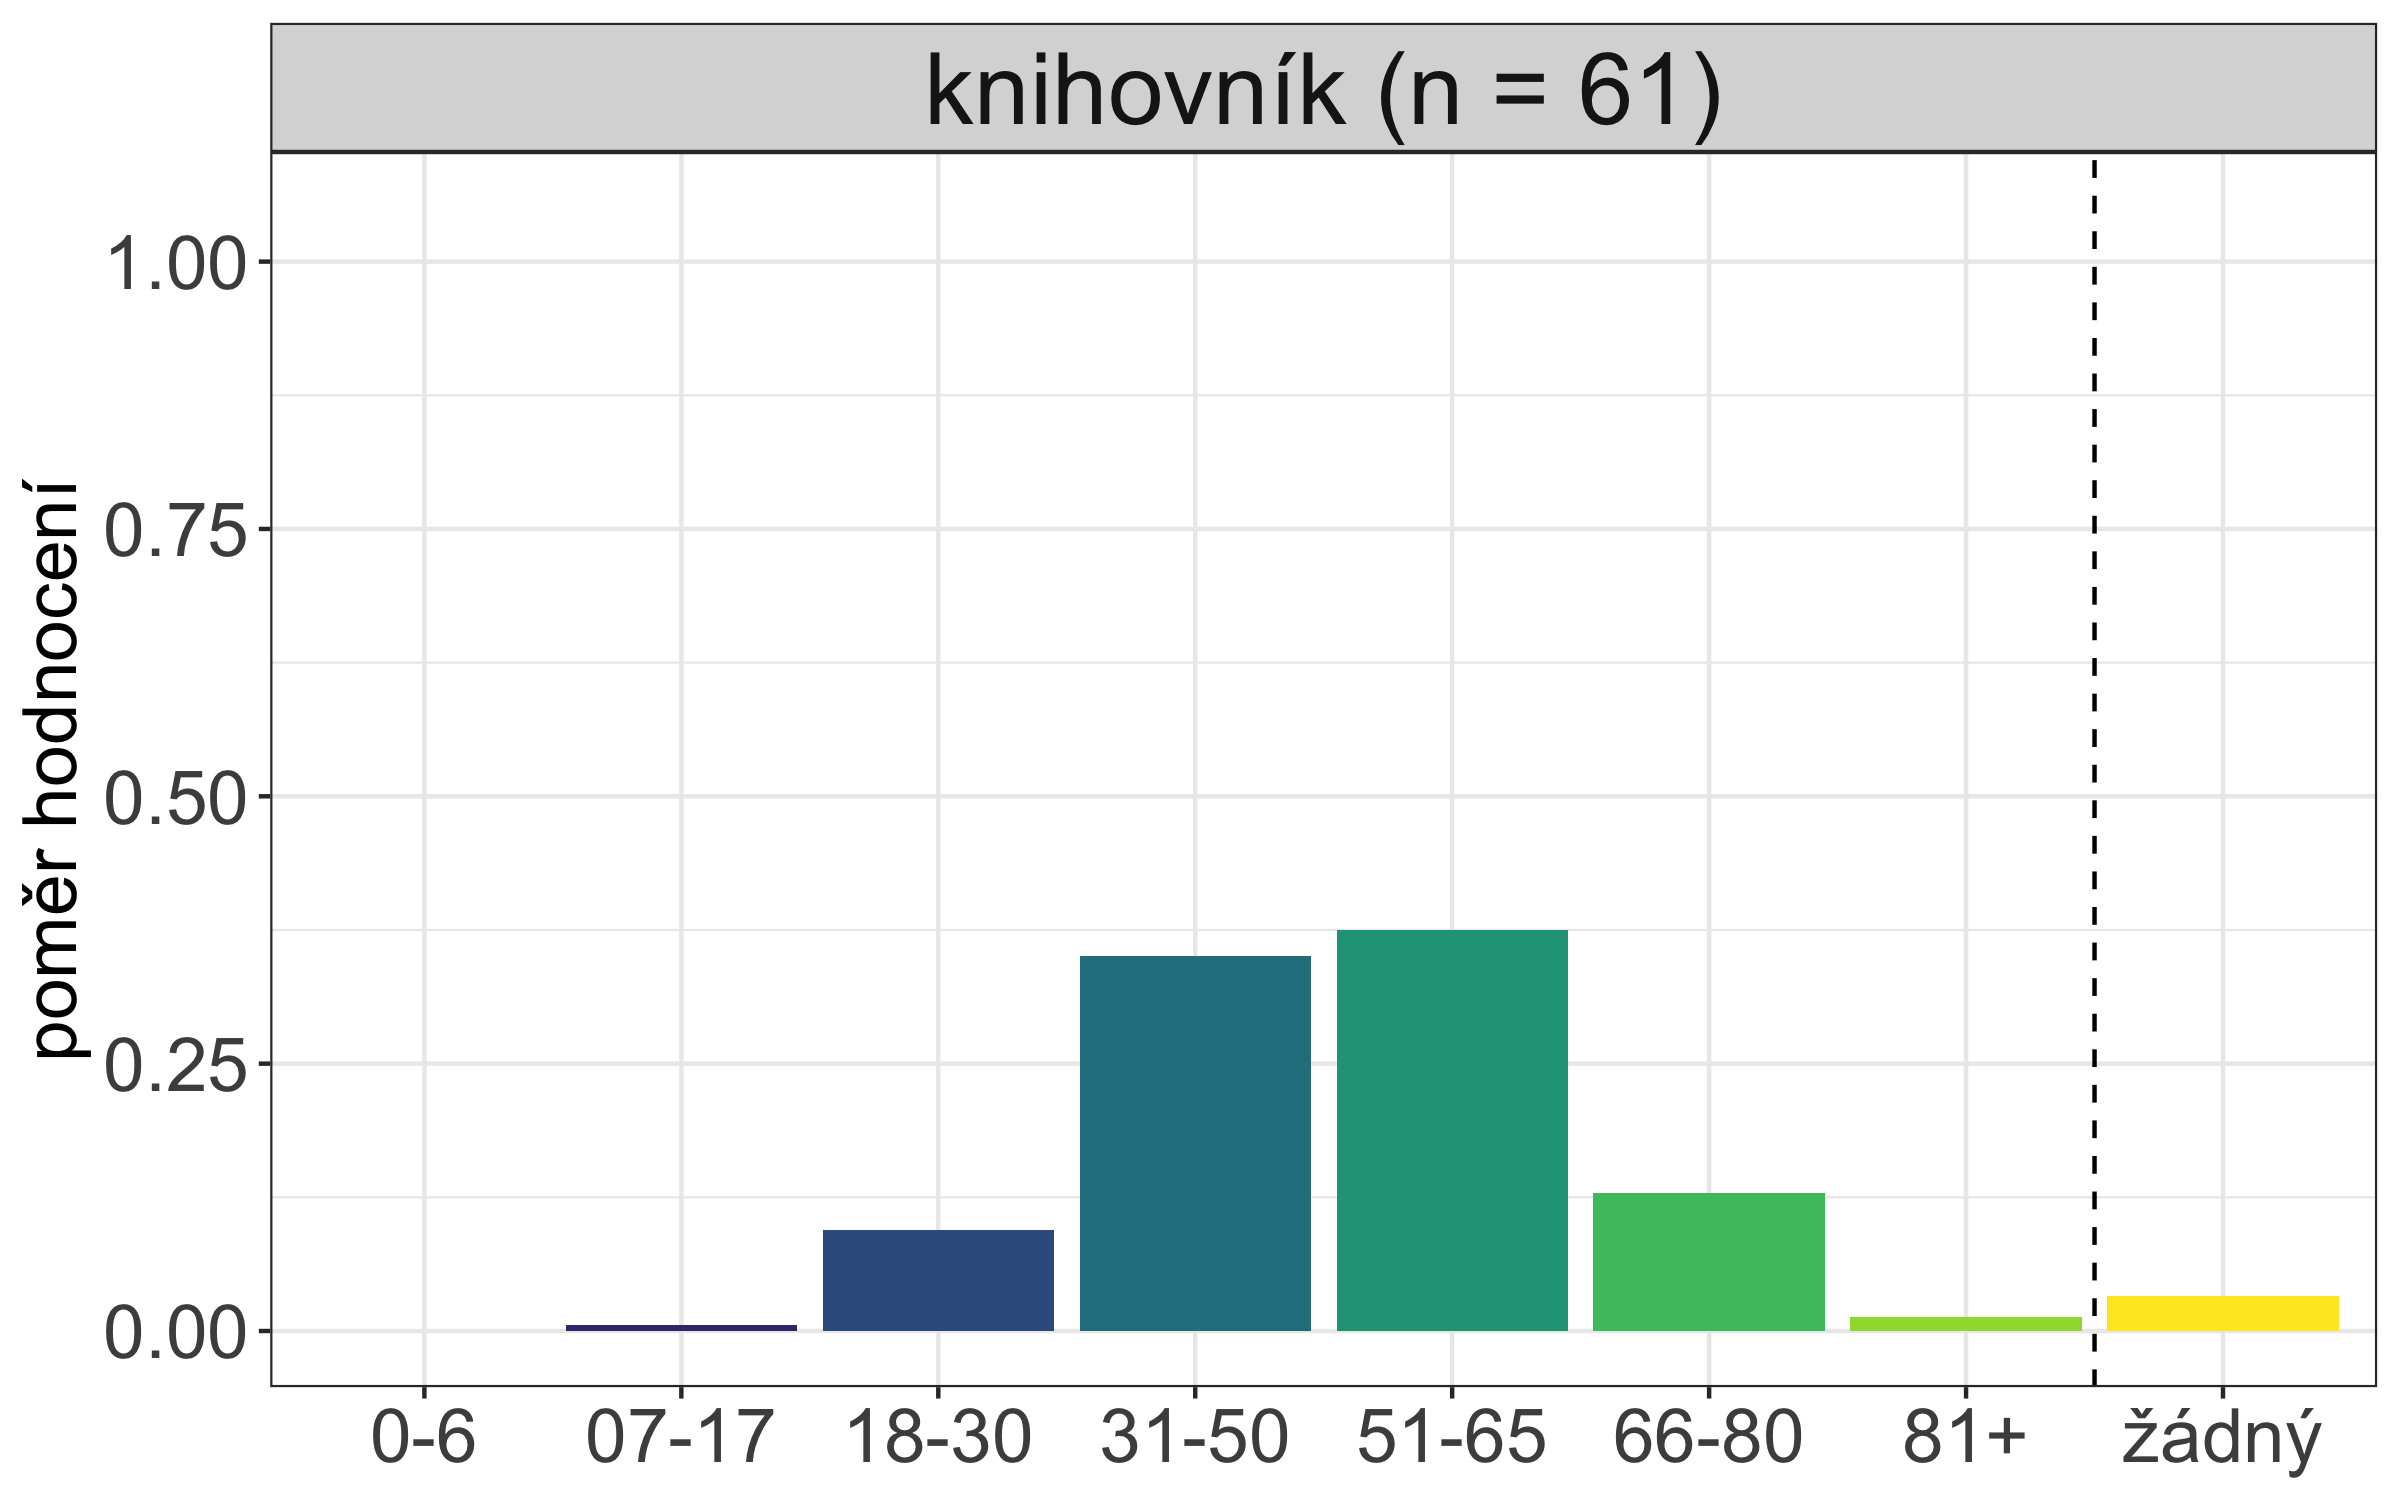 knihovník (n = 61)
poměr hodnocení
1.00
0.75
0.50
0.25
0.00
0-6 07-17 18-30 31-50 51-65 66-80 81+ žádný